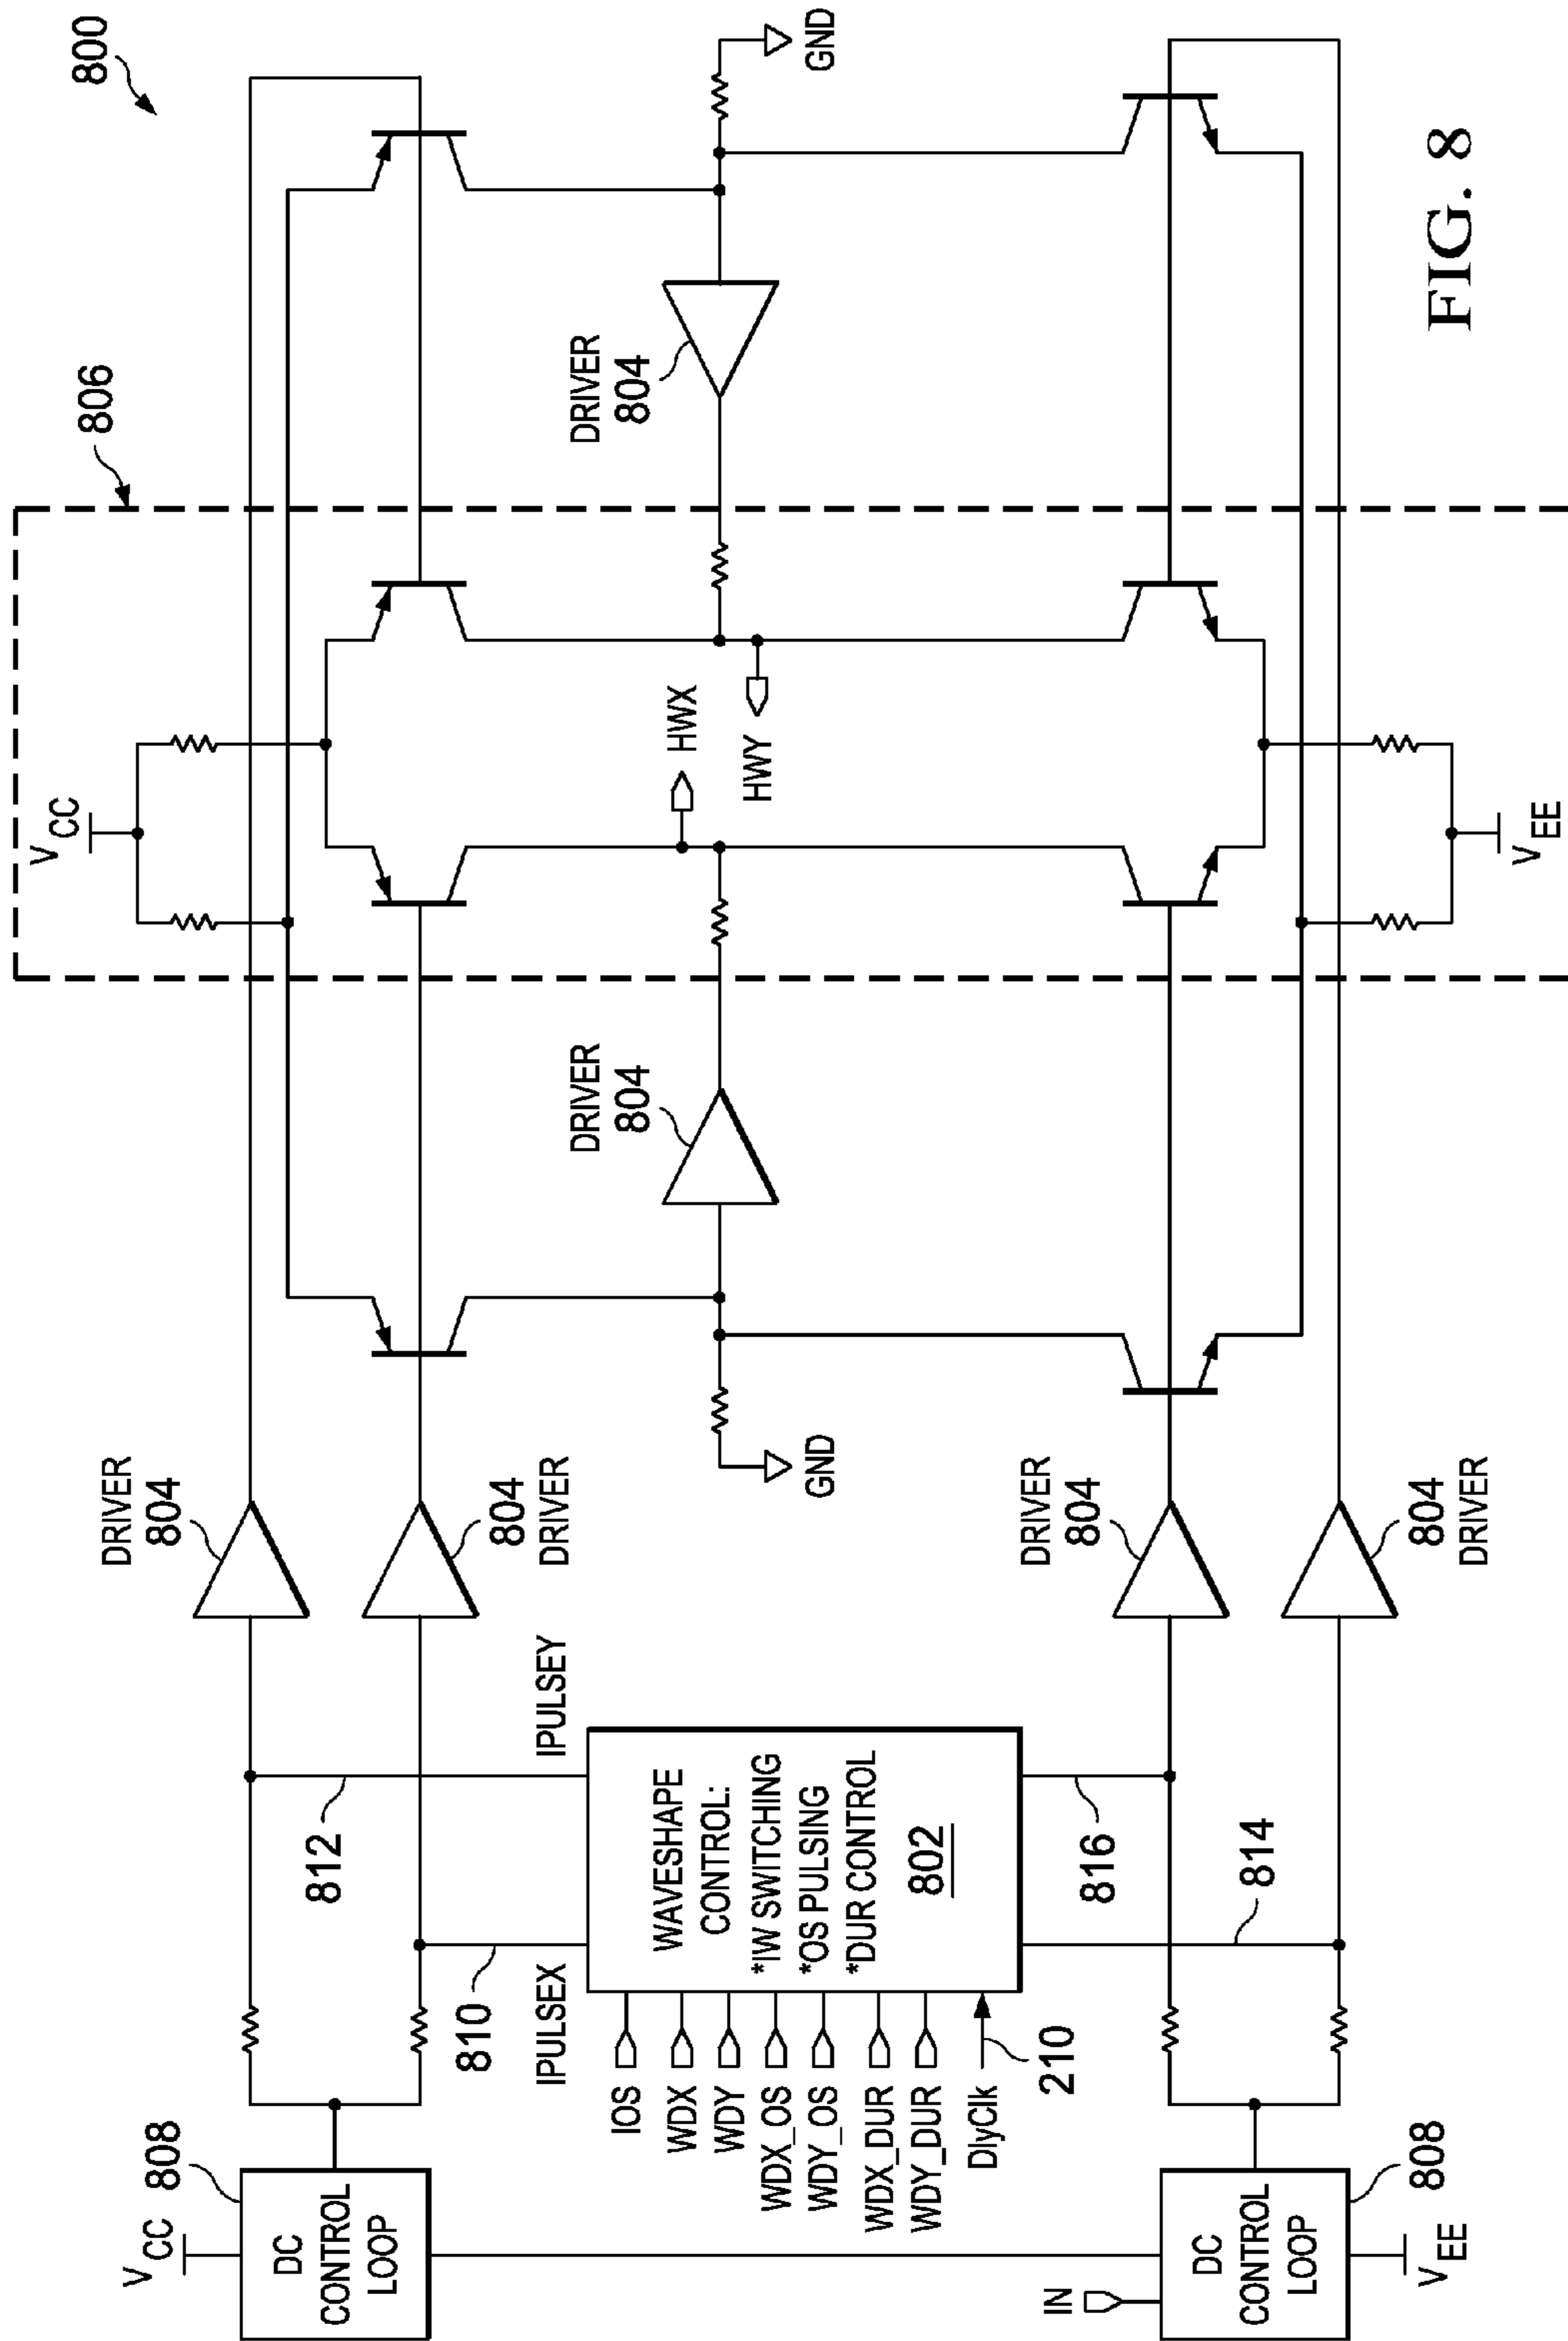 800
806
V CC
808
V CC
DC
CONTROL
LOOP
812
810
IPULSEX
IPULSEY
DRIVER
804
804
DRIVER
DRIVER
804
DRIVER
804
HWX
HWY
GND
GND
WAVESHAPE
CONTROL:
*IW SWITCHING
*OS PULSING
*DUR CONTROL
802
IOS
WDX
WDY
WDX_OS
WDY_OS
WDX_DUR
WDY_DUR
DlyClk
210
816
814
DRIVER
804
804
DRIVER
IN
DC
CONTROL
LOOP
808
V EE
V EE
FIG. 8